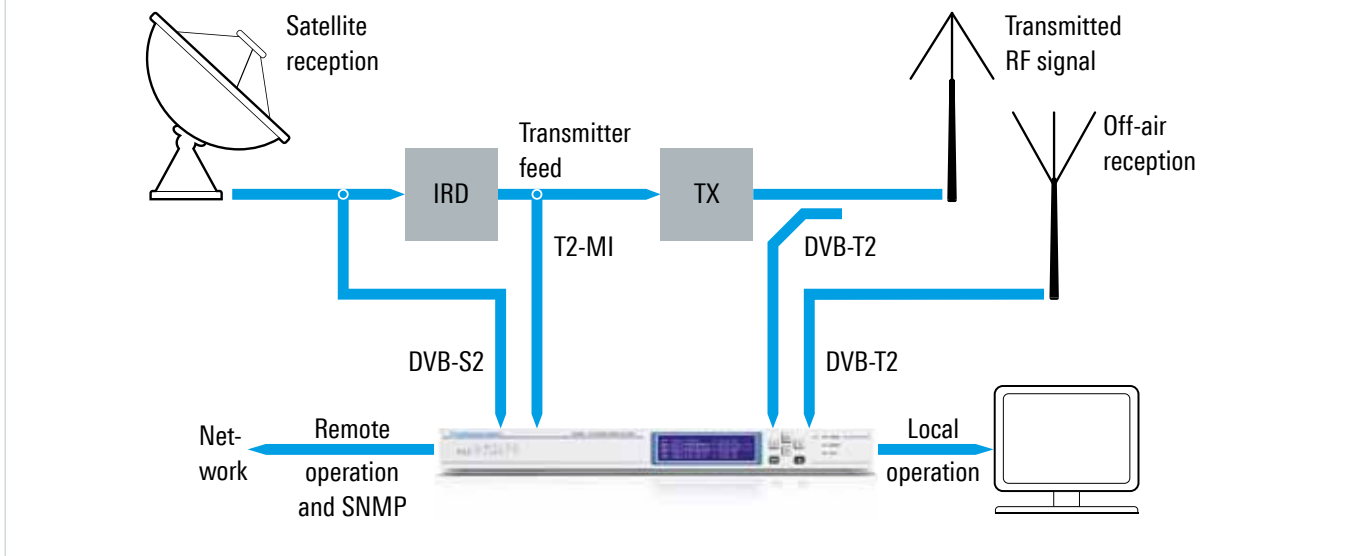 Satellite
reception
Transmitted
RF signal
Off-air
reception
Transmitter
feed
IRD
TX
T2-MI
DVB-T2
DVB-S2
DVB-T2
Net-
work
Remote
operation
and SNMP
Local
operation